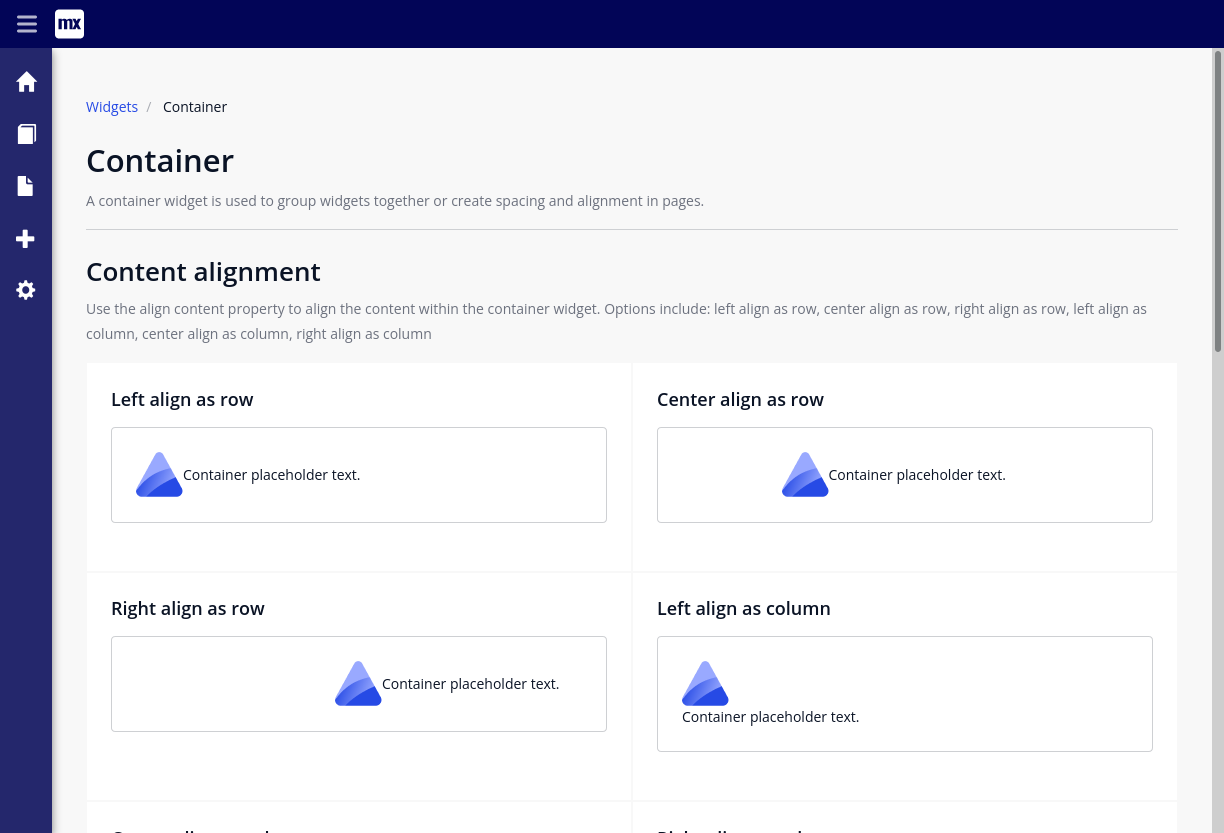 mx
Widgets / Container
Container
A container widget is used to group widgets together or create spacing and alignment in pages.
Content alignment
Use the align content property to align the content within the container widget. Options include: left align as row, center align as row, right align as row, left align as
column, center align as column, right align as column
Left align as row
Center align as row
Container placeholder text.
Container placeholder text.
Right align as row
Left align as column
Container placeholder text.
Container placeholder text.